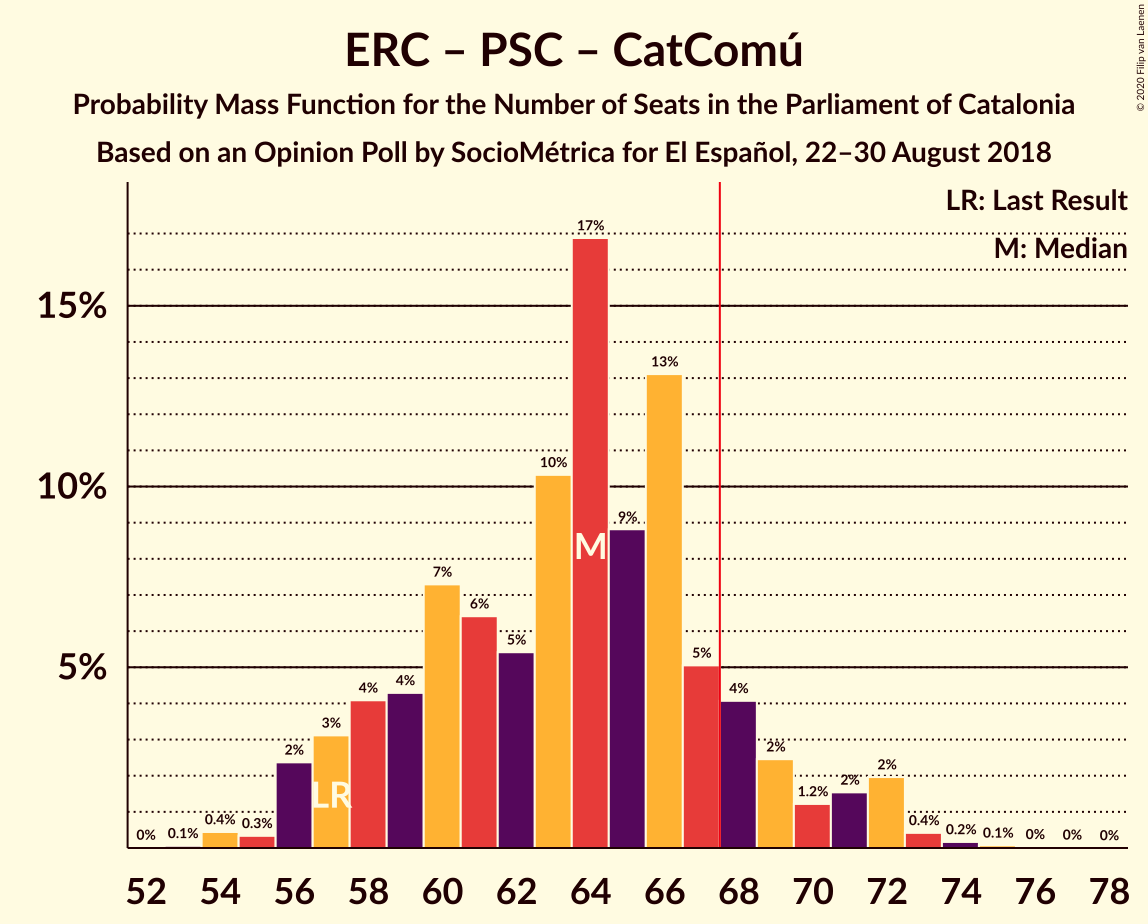 ERC – PSC – CatComú
Probability Mass Function for the Number of Seats in the Parliament of Catalonia
Based on an Opinion Poll by SocioMétrica for El Español, 22–30 August 2018
© 2020 Filip van Laenen
LR: Last Result
M: Median
15%
10%
5%
0% 0.1% 0.4% 0.3% 2% 3% 4% 4% 7% 6% 5% 10% 17% 9% 13% 5% 4% 2% 1.2% 2% 2% 0.4% 0.2% 0.1% 0% 0% 0%
M
LR
52 54 56 58 60 62 64 66 68 70 72 74 76 78